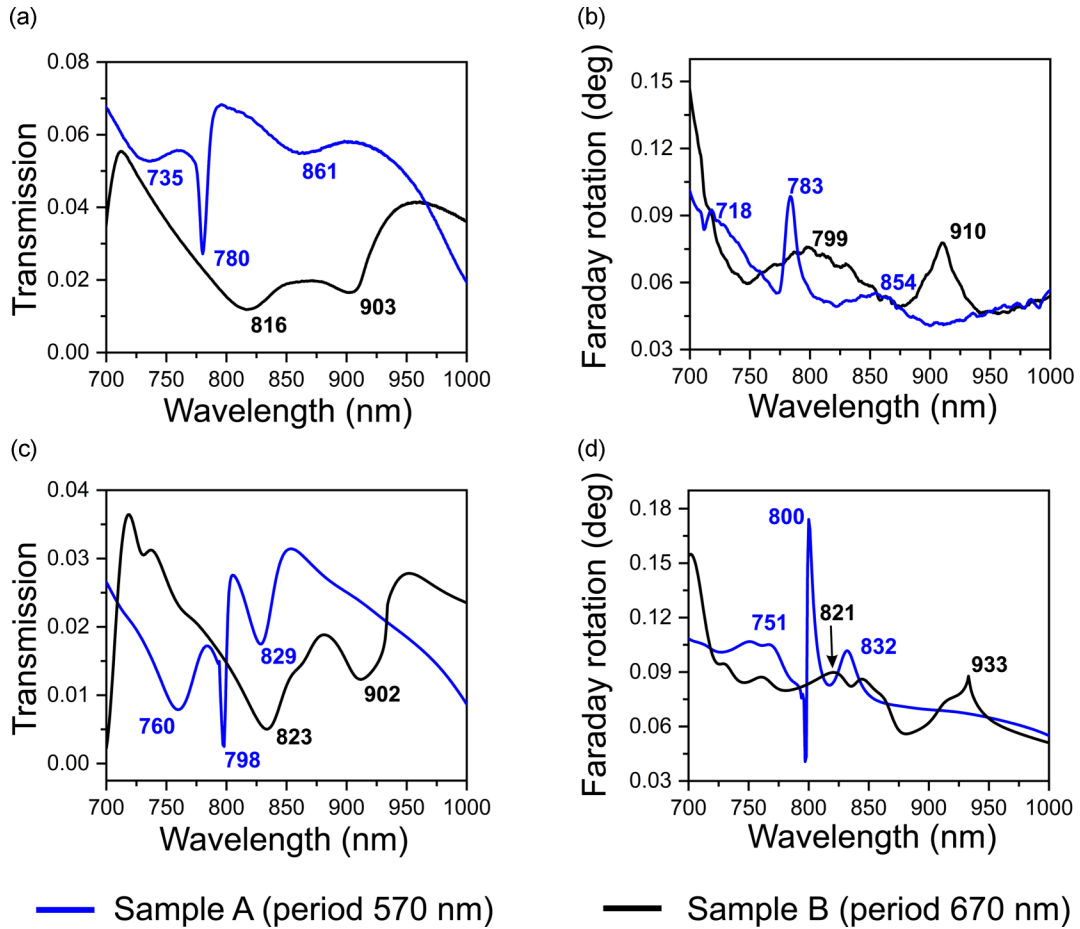 (a)
Transmission
0.08
0.06
0.04
0.02
0.00
735
780
861
816
903
700 750 800 850 900 950 1000
Wavelength (nm)
(b)
Faraday rotation (deg)
0.15
0.12
0.09
0.06
0.03
718
783
799
854
910
700 750 800 850 900 950 1000
Wavelength (nm)
(c)
Transmission
0.04
0.03
0.02
0.01
0.00
760
798
829
823
902
700 750 800 850 900 950 1000
Wavelength (nm)
(d)
Faraday rotation (deg)
0.18
0.15
0.12
0.09
0.06
0.03
800
751
821
832
933
700 750 800 850 900 950 1000
Wavelength (nm)
Sample A (period 570 nm)
Sample B (period 670 nm)